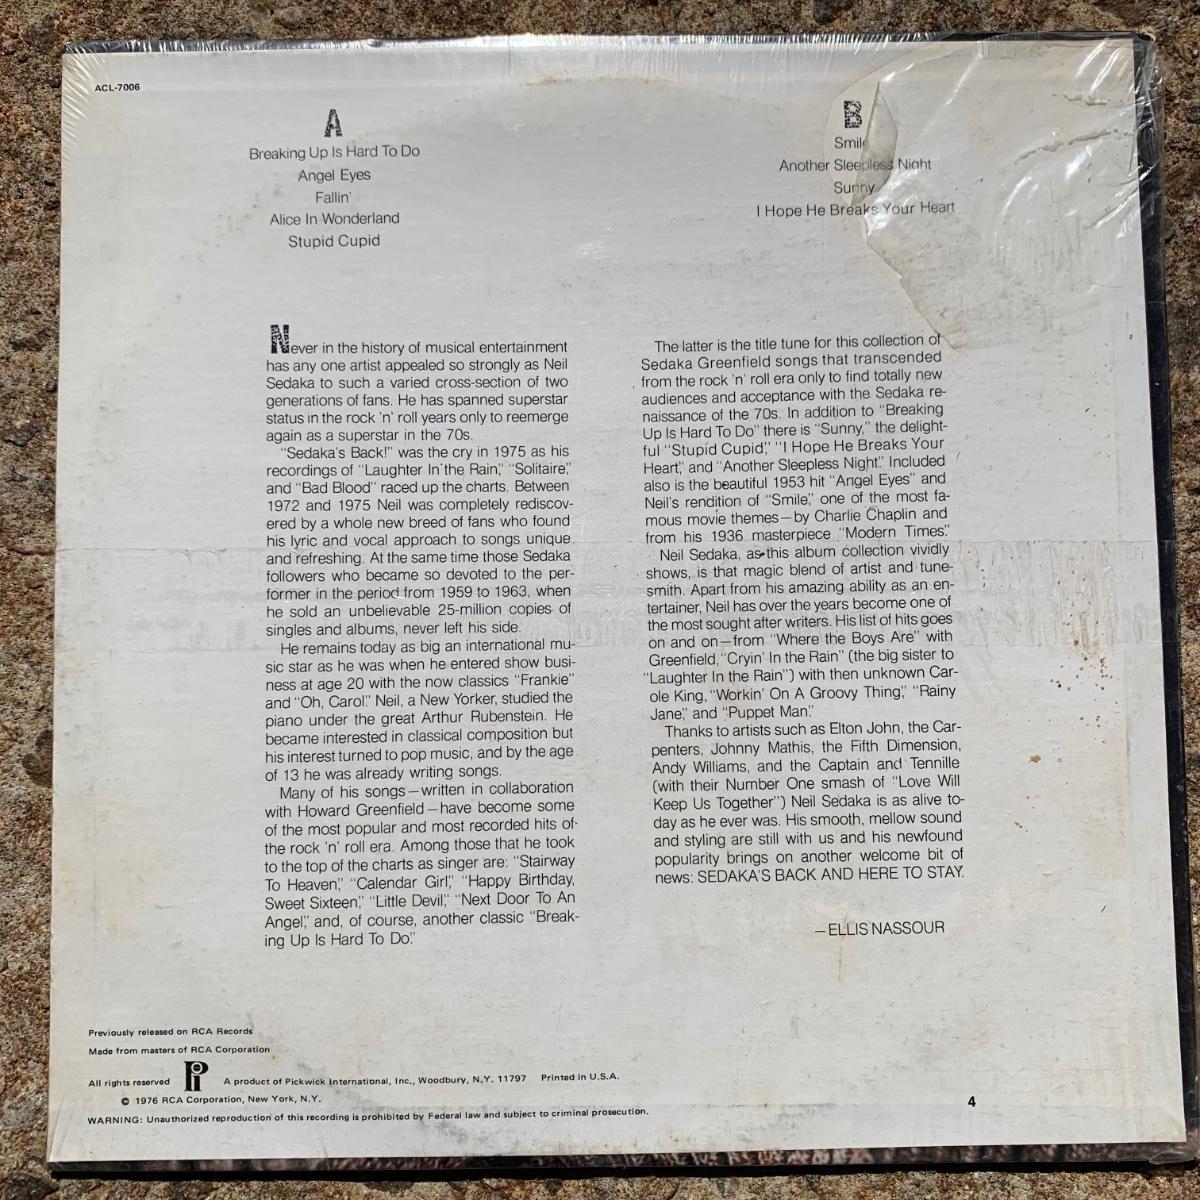 ACL-7006
A
Breaking Up Is Hard To Do
Angel Eyes
Fallin'
Alice In Wonderland
Stupid Cupid
B
Smile
Another Sleepless Night
Sunny
I Hope He Breaks Your Heart
Never in the history of musical entertainment
has any one artist appealed so strongly as Neil
Sedaka to such a varied cross-section of two
generations of fans. He has spanned superstar
status in the rock 'n' roll years only to reemerge
again as a superstar in the 70s.
"Sedaka's Back!" was the cry in 1975 as his
recordings of "Laughter In the Rain," "Solitaire,"
and "Bad Blood" raced up the charts. Between
1972 and 1975 Neil was completely rediscov-
ered by a whole new breed of fans who found
his lyric and vocal approach to songs unique
and refreshing. At the same time those Sedaka
followers who became so devoted to the per-
former in the period from 1959 to 1963, when
he sold an unbelievable 25-million copies of
singles and albums, never left his side.
He remains today as big an international mu-
sic star as he was when he entered show busi-
ness at age 20 with the now classics "Frankie"
and "Oh, Carol." Neil, a New Yorker, studied the
piano under the great Arthur Rubenstein. He
became interested in classical composition but
his interest turned to pop music, and by the age
of 13 he was already writing songs.
Many of his songs—written in collaboration
with Howard Greenfield—have become some
of the most popular and most recorded hits of
the rock 'n' roll era. Among those that he took
to the top of the charts as singer are: "Stairway
To Heaven," "Calendar Girl," "Happy Birthday,
Sweet Sixteen," "Little Devil," "Next Door To An
Angel," and, of course, another classic "Break-
ing Up Is Hard To Do."
The latter is the title tune for this collection of
Sedaka Greenfield songs that transcended
from the rock 'n' roll era only to find totally new
audiences and acceptance with the Sedaka re-
naissance of the 70s. In addition to "Breaking
Up Is Hard To Do" there is "Sunny," the delight-
ful "Stupid Cupid," "I Hope He Breaks Your
Heart," and "Another Sleepless Night." Included
also is the beautiful 1953 hit "Angel Eyes" and
Neil's rendition of "Smile," one of the most fa-
mous movie themes—by Charlie Chaplin and
from his 1936 masterpiece "Modern Times."
Neil Sedaka, as this album collection vividly
shows, is that magic blend of artist and tune-
smith. Apart from his amazing ability as an en-
tertainer, Neil has over the years become one of
the most sought after writers. His list of hits goes
on and on—from "Where the Boys Are" with
Greenfield, "Cryin' In the Rain" (the big sister to
"Laughter In the Rain") with then unknown Car-
ole King, "Workin' On A Groovy Thing," "Rainy
Jane," and "Puppet Man."
Thanks to artists such as Elton John, the Car-
penters, Johnny Mathis, the Fifth Dimension,
Andy Williams, and the Captain and Tennille
(with their Number One smash of "Love Will
Keep Us Together") Neil Sedaka is as alive to-
day as he ever was. His smooth, mellow sound
and styling are still with us and his newfound
popularity brings on another welcome bit of
news: SEDAKA'S BACK AND HERE TO STAY.
—ELLIS NASSOUR
Previously released on RCA Records
Made from masters of RCA Corporation
All rights reserved Pi A product of Pickwick International, Inc., Woodbury, N.Y. 11797 Printed in U.S.A.
© 1976 RCA Corporation, New York, N.Y.
4
WARNING: Unauthorized reproduction of this recording is prohibited by Federal law and subject to criminal prosecution.